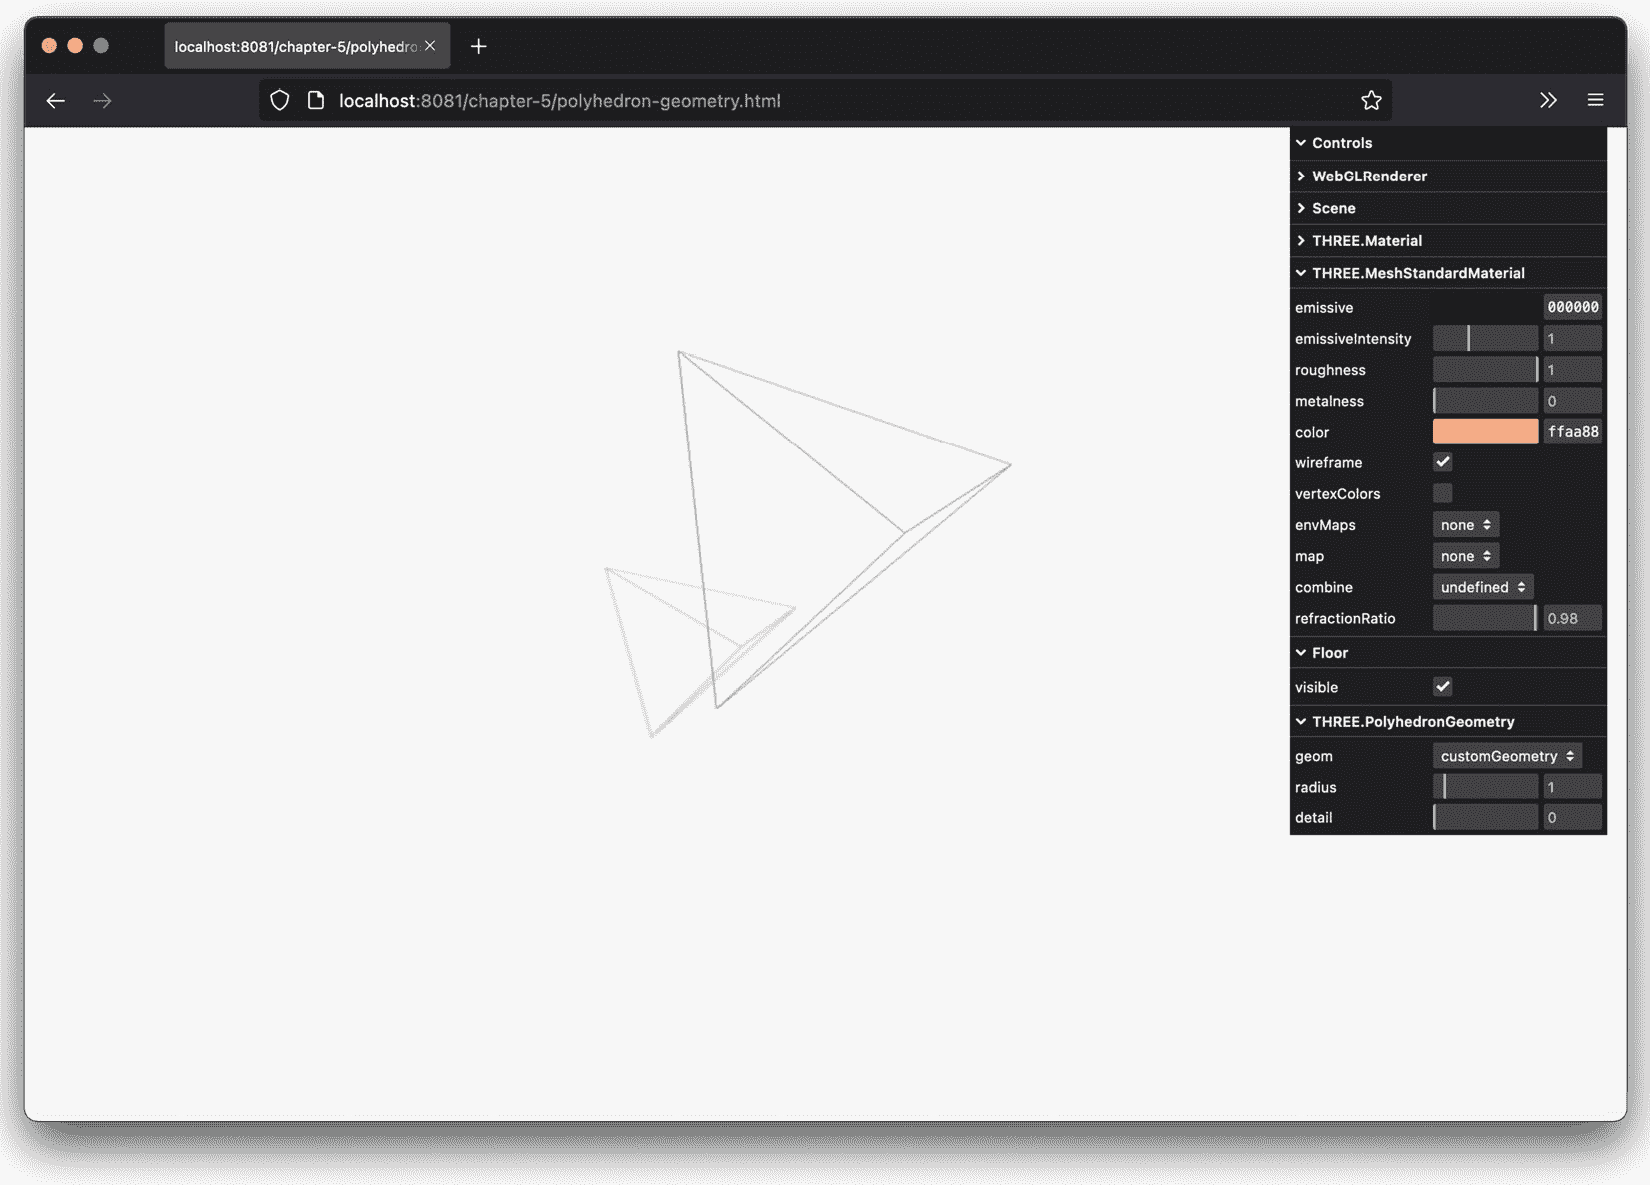 localhost:8081/chapter-5/polyhedro
localhost:8081/chapter-5/polyhedron-geometry.html
Controls
WebGLRenderer
Scene
THREE.Material
THREE.MeshStandardMaterial
emissive 000000
emissiveIntensity 1
roughness 1
metalness 0
color ffaa88
wireframe
vertexColors
envMaps none
map none
combine undefined
refractionRatio 0.98
Floor
visible
THREE.PolyhedronGeometry
geom customGeometry
radius 1
detail 0